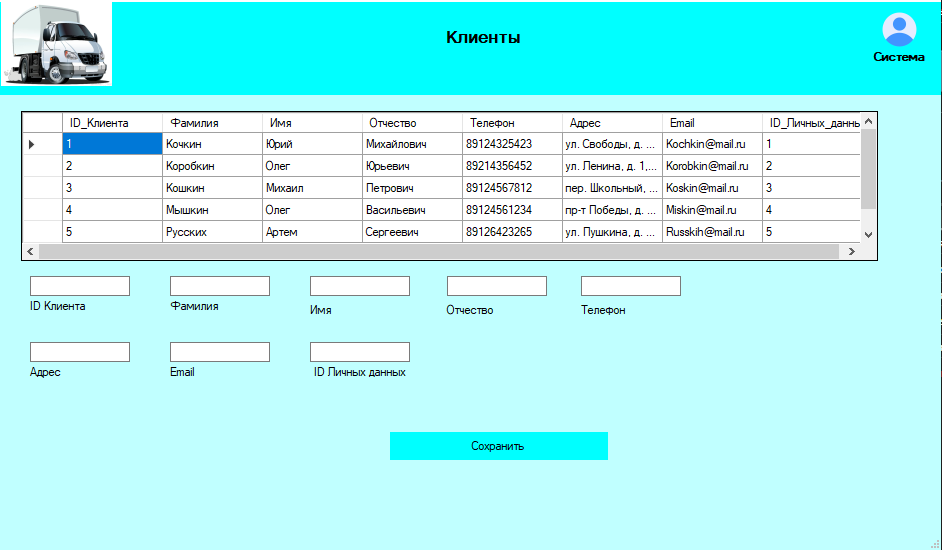 Клиенты
Система
ID_Клиента Фамилия Имя Отчество Телефон Адрес Email ID_Личных_данны
1 Кочкин Юрий Михайлович 89124325423 ул. Свободы, д. ... Kochkin@mail.ru 1
2 Коробкин Олег Юрьевич 89214356452 ул. Ленина, д. 1,... Korobkin@mail.ru 2
3 Кошкин Михаил Петрович 89124567812 пер. Школьный, ... Koskin@mail.ru 3
4 Мышкин Олег Васильевич 89124561234 пр-т Победы, д. ... Miskin@mail.ru 4
5 Русских Артем Сергеевич 89126423265 ул. Пушкина, д. ... Russkih@mail.ru 5
ID Клиента Фамилия Имя Отчество Телефон
Адрес Email ID Личных данных
Сохранить